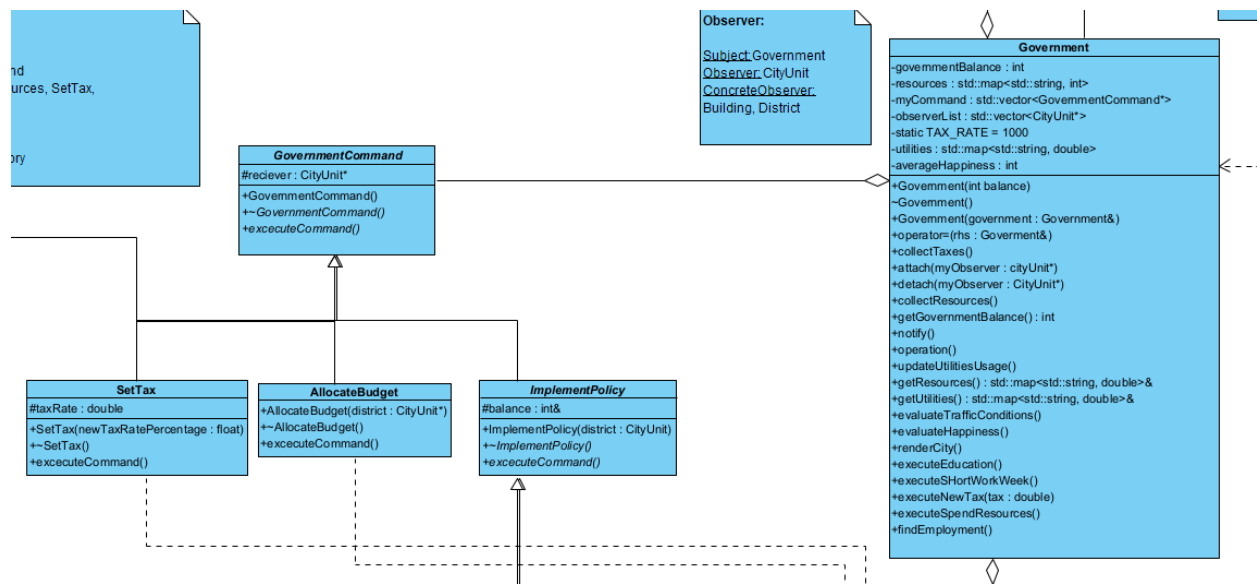 nd
urces, SetTax,
ory
Observer:
Subject:Government
Observer: CityUnit
ConcreteObserver:
Building, District
Government
-governmentBalance : int
-resources : std::map<std::string, int>
-myCommand : std::vector<GovernmentCommand*>
-observerList : std::vector<CityUnit*>
-static TAX_RATE = 1000
-utilities : std::map<std::string, double>
-averageHappiness : int
+Government(int balance)
~Government()
+Government(government : Government&)
+operator=(rhs : Goverment&)
+collectTaxes()
+attach(myObserver : cityUnit*)
+detach(myObserver : CityUnit*)
+collectResources()
+getGovernmentBalance() : int
+notify()
+operation()
+updateUtilitiesUsage()
+getResources() : std::map<std::string, double>&
+getUtilities() : std::map<std::string, double>&
+evaluateTrafficConditions()
+evaluateHappiness()
+renderCity()
+executeEducation()
+executeSHortWorkWeek()
+executeNewTax(tax : double)
+executeSpendResources()
+findEmployment()
GovernmentCommand
#reciever : CityUnit*
+GovernmentCommand()
+~GovernmentCommand()
+excecuteCommand()
SetTax
#taxRate : double
+SetTax(newTaxRatePercentage : float)
+~SetTax()
+excecuteCommand()
AllocateBudget
+AllocateBudget(district : CityUnit*)
+~AllocateBudget()
+excecuteCommand()
ImplementPolicy
#balance : int&
+ImplementPolicy(district : CityUnit)
+~ImplementPolicy()
+excecuteCommand()